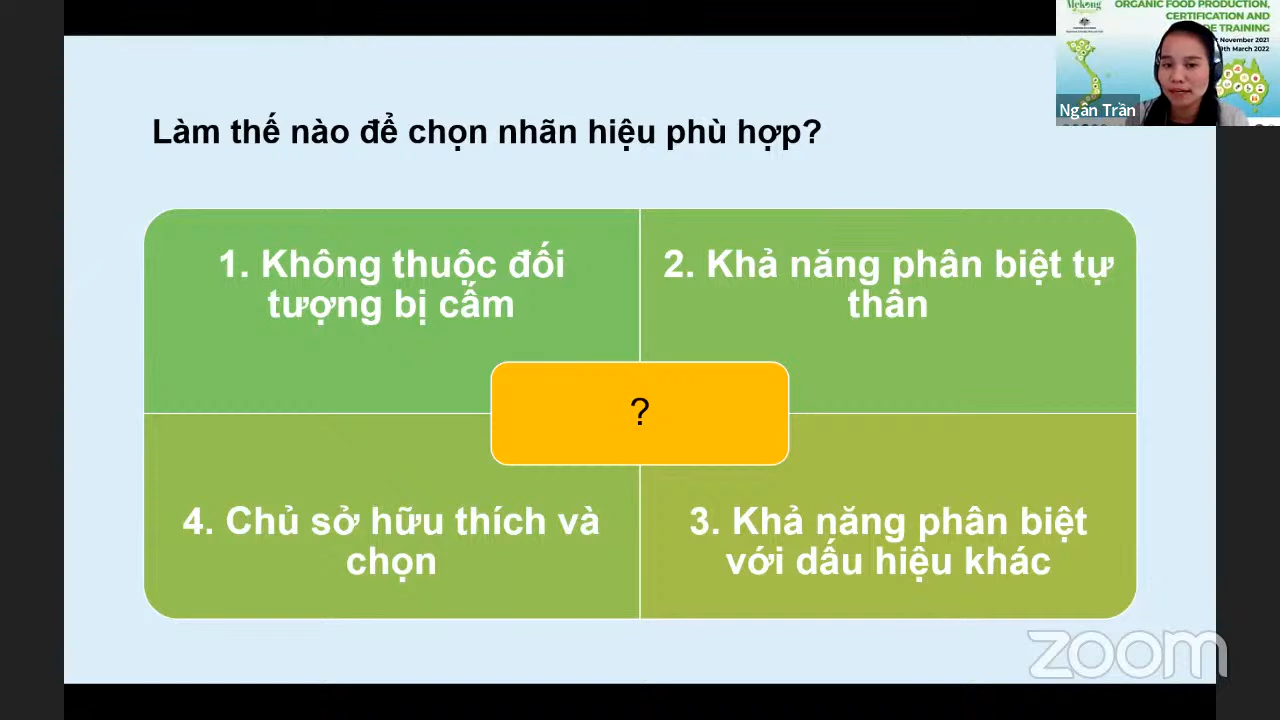 Mekong
ORGANIC FOOD PRODUCTION,
CERTIFICATION AND
TRAINING
November 2021
March 2022
Ngân Trần
Làm thế nào để chọn nhãn hiệu phù hợp?
1. Không thuộc đối
tượng bị cấm
2. Khả năng phân biệt tự
thân
?
4. Chủ sở hữu thích và
chọn
3. Khả năng phân biệt
với dấu hiệu khác
zoom